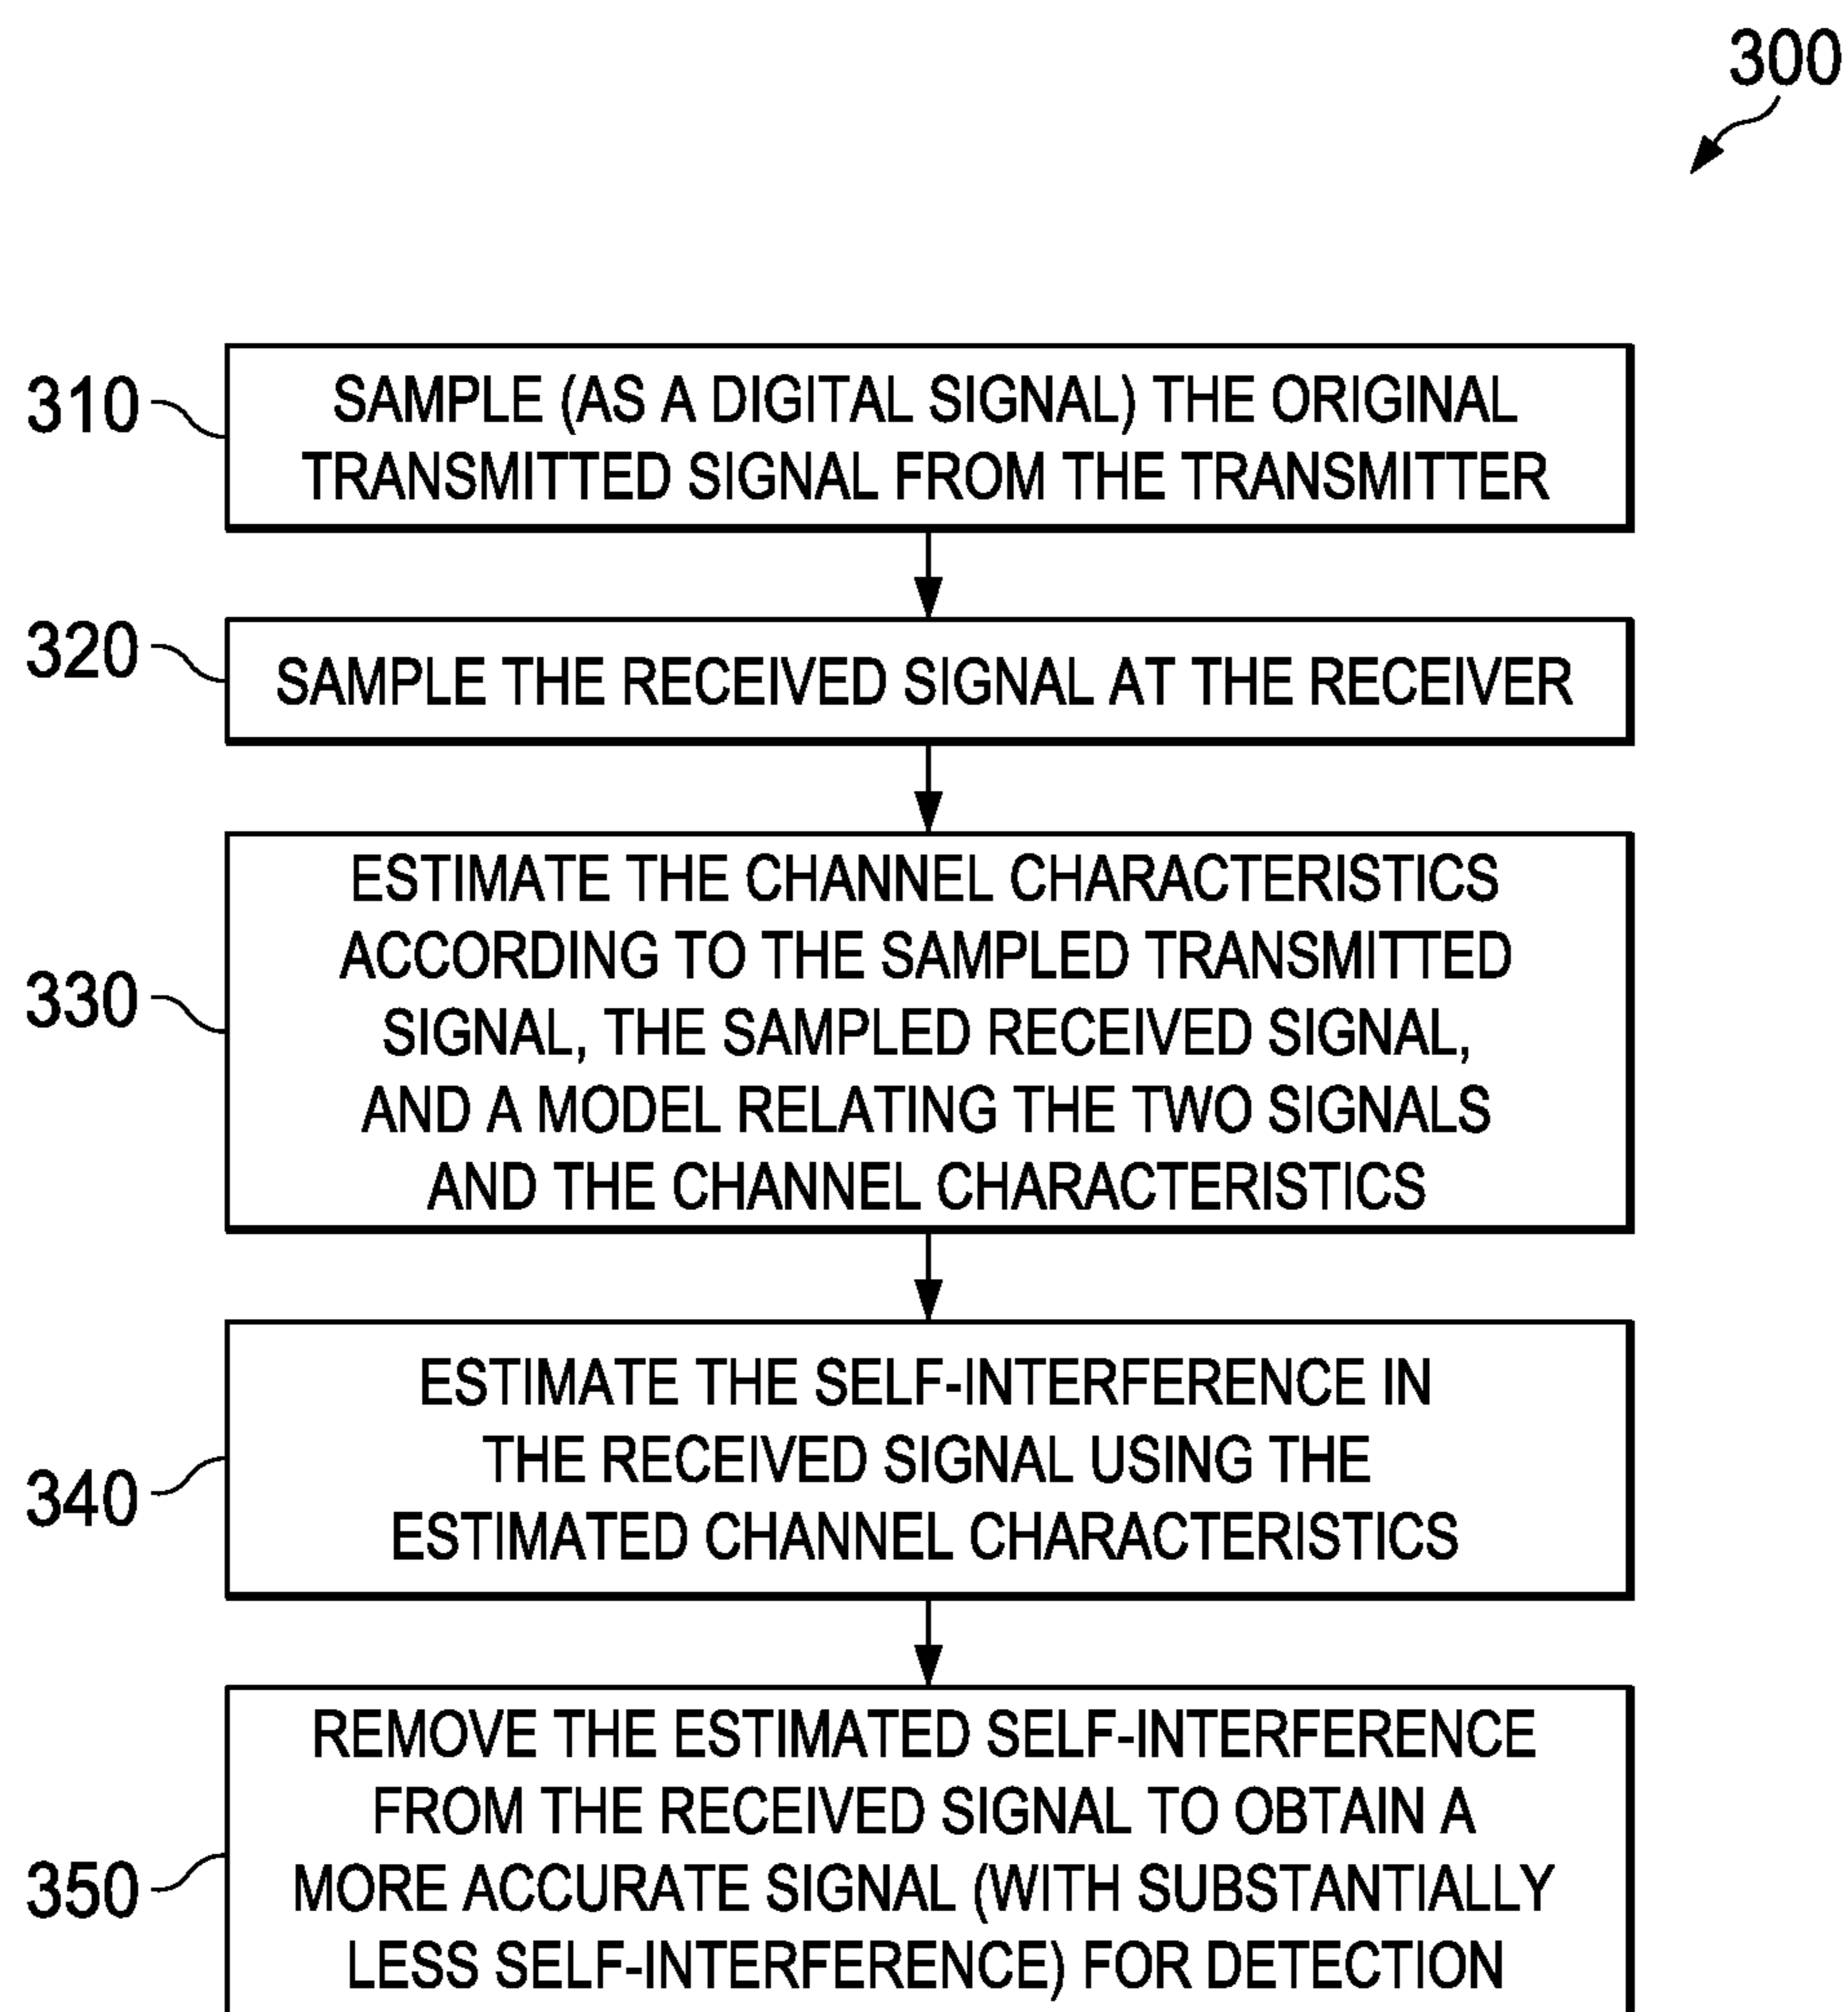 300
310
SAMPLE (AS A DIGITAL SIGNAL) THE ORIGINAL
TRANSMITTED SIGNAL FROM THE TRANSMITTER
320
SAMPLE THE RECEIVED SIGNAL AT THE RECEIVER
330
ESTIMATE THE CHANNEL CHARACTERISTICS
ACCORDING TO THE SAMPLED TRANSMITTED
SIGNAL, THE SAMPLED RECEIVED SIGNAL,
AND A MODEL RELATING THE TWO SIGNALS
AND THE CHANNEL CHARACTERISTICS
340
ESTIMATE THE SELF-INTERFERENCE IN
THE RECEIVED SIGNAL USING THE
ESTIMATED CHANNEL CHARACTERISTICS
350
REMOVE THE ESTIMATED SELF-INTERFERENCE
FROM THE RECEIVED SIGNAL TO OBTAIN A
MORE ACCURATE SIGNAL (WITH SUBSTANTIALLY
LESS SELF-INTERFERENCE) FOR DETECTION